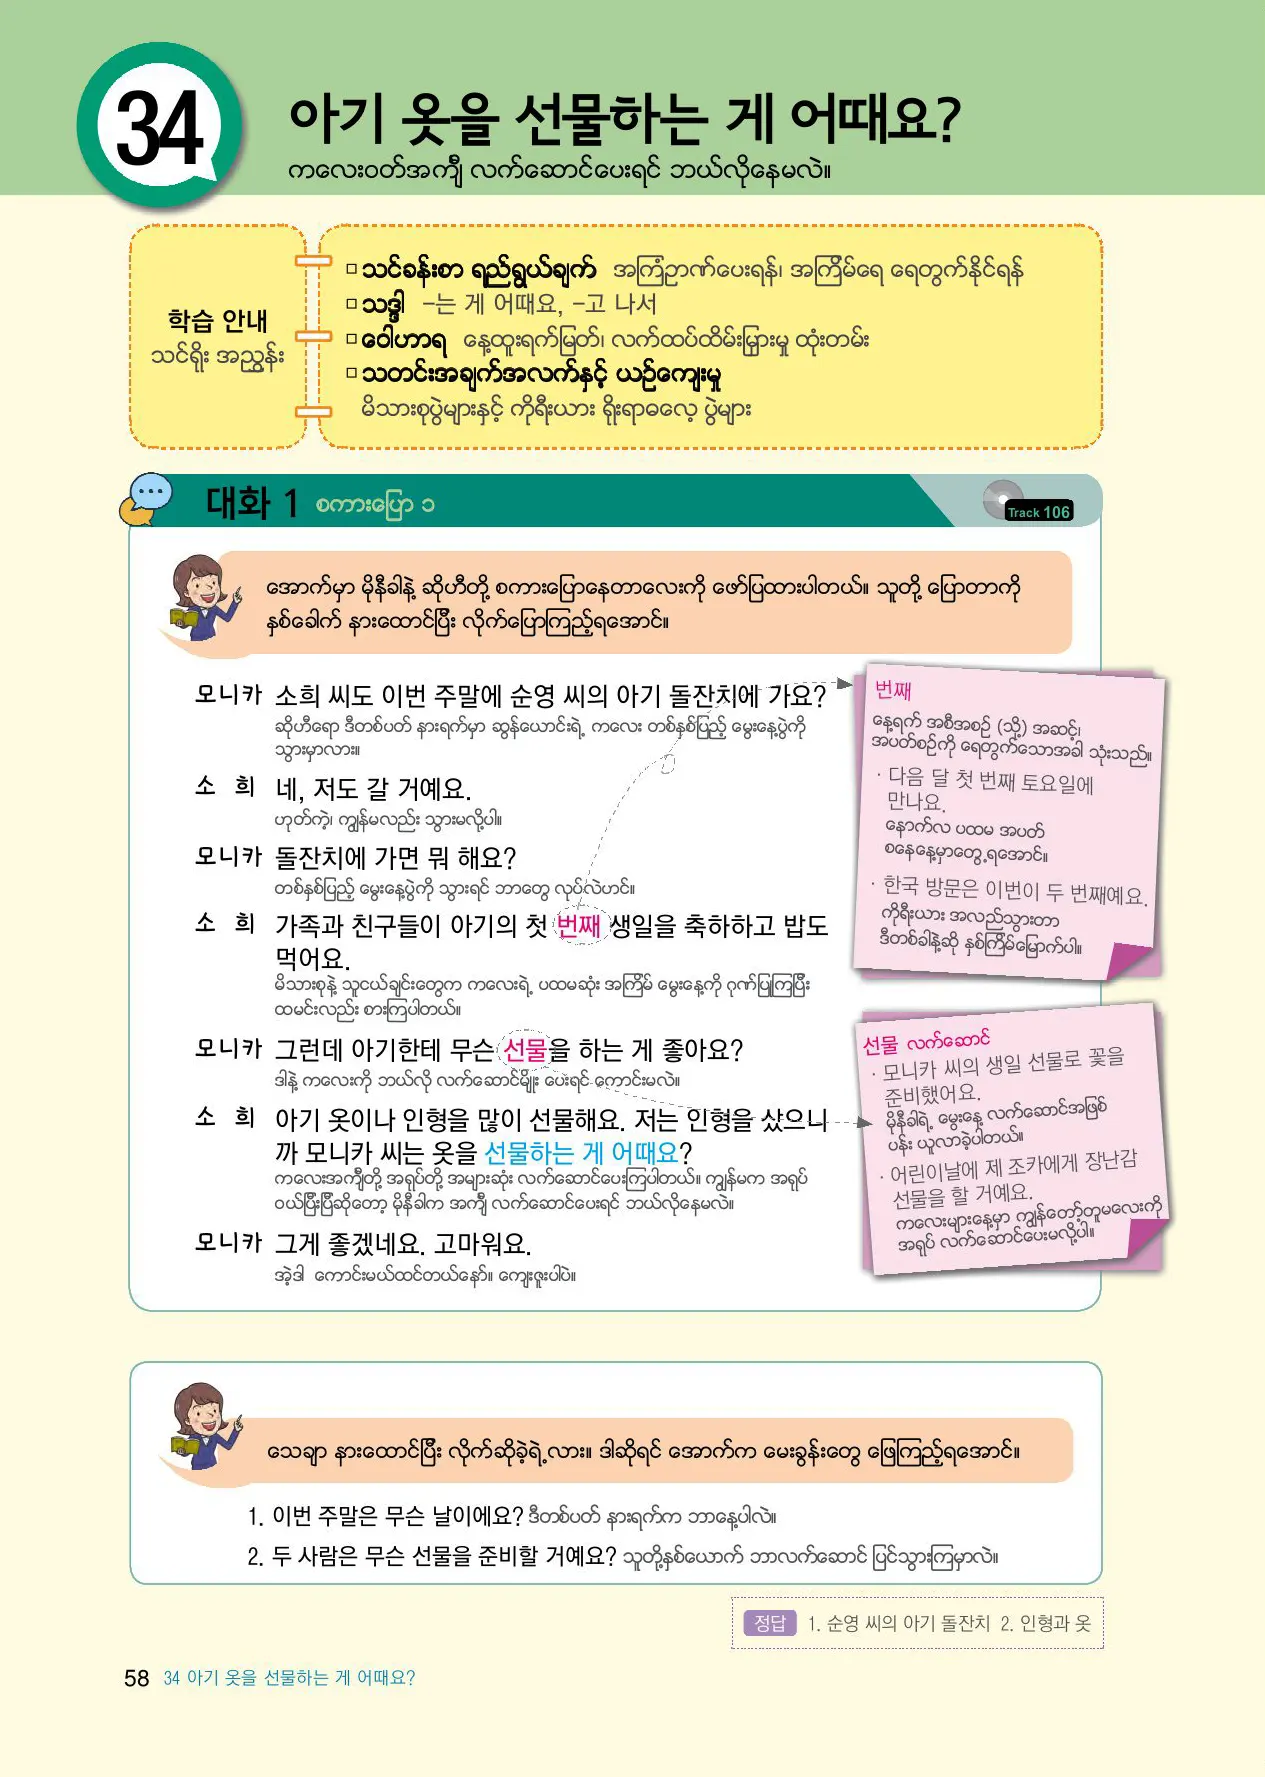 34
아기 옷을 선물하는 게 어때요?
ကလေးဝတ်အင်္ကျီ လက်ဆောင်ပေးရင် ဘယ်လိုနေမလဲ။
학습 안내
သင်ရိုး အညွှန်း
□ သင်ခန်းစာ ရည်ရွယ်ချက် အကြံဉာဏ်ပေးရန်၊ အကြိမ်ရေ ရေတွက်နိုင်ရန်
□ သဒ္ဒါ -는 게 어때요, -고 나서
□ ဝေါဟာရ နေ့ထူးရက်မြတ်၊ လက်ထပ်ထိမ်းမြှားမှု ထုံးတမ်း
□ သတင်းအချက်အလက်နှင့် ယဉ်ကျေးမှု
မိသားစုပွဲများနှင့် ကိုရီးယား ရိုးရာဓလေ့ ပွဲများ
대화 1 စကားပြော ၁
Track 106
အောက်မှာ မိုနီခါနဲ့ ဆိုဟီတို့ စကားပြောနေတာလေးကို ဖော်ပြထားပါတယ်။ သူတို့ ပြောတာကို
နှစ်ခေါက် နားထောင်ပြီး လိုက်ပြောကြည့်ရအောင်။
모니카 소희 씨도 이번 주말에 순영 씨의 아기 돌잔치에 가요?
ဆိုဟီရော ဒီတစ်ပတ် နားရက်မှာ ဆွန်ယောင်းရဲ့ ကလေး တစ်နှစ်ပြည့် မွေးနေ့ပွဲကို
သွားမှာလား။
소 희 네, 저도 갈 거예요.
ဟုတ်ကဲ့၊ ကျွန်မလည်း သွားမလို့ပါ။
모니카 돌잔치에 가면 뭐 해요?
တစ်နှစ်ပြည့် မွေးနေ့ပွဲကို သွားရင် ဘာတွေ လုပ်လဲဟင်။
소 희 가족과 친구들이 아기의 첫 번째 생일을 축하하고 밥도
먹어요.
မိသားစုနဲ့ သူငယ်ချင်းတွေက ကလေးရဲ့ ပထမဆုံး အကြိမ် မွေးနေ့ကို ဂုဏ်ပြုကြပြီး
ထမင်းလည်း စားကြပါတယ်။
모니카 그런데 아기한테 무슨 선물을 하는 게 좋아요?
ဒါနဲ့ ကလေးကို ဘယ်လို လက်ဆောင်မျိုး ပေးရင် ကောင်းမလဲ။
소 희 아기 옷이나 인형을 많이 선물해요. 저는 인형을 샀으니
까 모니카 씨는 옷을 선물하는 게 어때요?
ကလေးအင်္ကျီတို့ အရုပ်တို့ အများဆုံး လက်ဆောင်ပေးကြပါတယ်။ ကျွန်မက အရုပ်
ဝယ်ပြီးပြီဆိုတော့ မိုနီခါက အင်္ကျီ လက်ဆောင်ပေးရင် ဘယ်လိုနေမလဲ။
모니카 그게 좋겠네요. 고마워요.
အဲ့ဒါ ကောင်းမယ်ထင်တယ်နော်။ ကျေးဇူးပါပဲ။
번째
နေ့ရက် အစီအစဉ် (သို့) အဆင့်၊
အပတ်စဉ်ကို ရေတွက်သောအခါ သုံးသည်။
· 다음 달 첫 번째 토요일에
만나요.
နောက်လ ပထမ အပတ်
စနေနေ့မှာတွေ့ရအောင်။
· 한국 방문은 이번이 두 번째예요.
ကိုရီးယား အလည်သွားတာ
ဒီတစ်ခါနဲ့ဆို နှစ်ကြိမ်မြောက်ပါ။
선물 လက်ဆောင်
· 모니카 씨의 생일 선물로 꽃을
준비했어요.
မိုနီခါရဲ့ မွေးနေ့ လက်ဆောင်အဖြစ်
ပန်း ယူလာခဲ့ပါတယ်။
· 어린이날에 제 조카에게 장난감
선물을 할 거예요.
ကလေးများနေ့မှာ ကျွန်တော့်တူမလေးကို
အရုပ် လက်ဆောင်ပေးမလို့ပါ။
သေချာ နားထောင်ပြီး လိုက်ဆိုခဲ့ရဲ့လား။ ဒါဆိုရင် အောက်က မေးခွန်းတွေ ဖြေကြည့်ရအောင်။
1. 이번 주말은 무슨 날이에요? ဒီတစ်ပတ် နားရက်က ဘာနေ့ပါလဲ။
2. 두 사람은 무슨 선물을 준비할 거예요? သူတို့နှစ်ယောက် ဘာလက်ဆောင် ပြင်သွားကြမှာလဲ။
정답 1. 순영 씨의 아기 돌잔치 2. 인형과 옷
58 34 아기 옷을 선물하는 게 어때요?